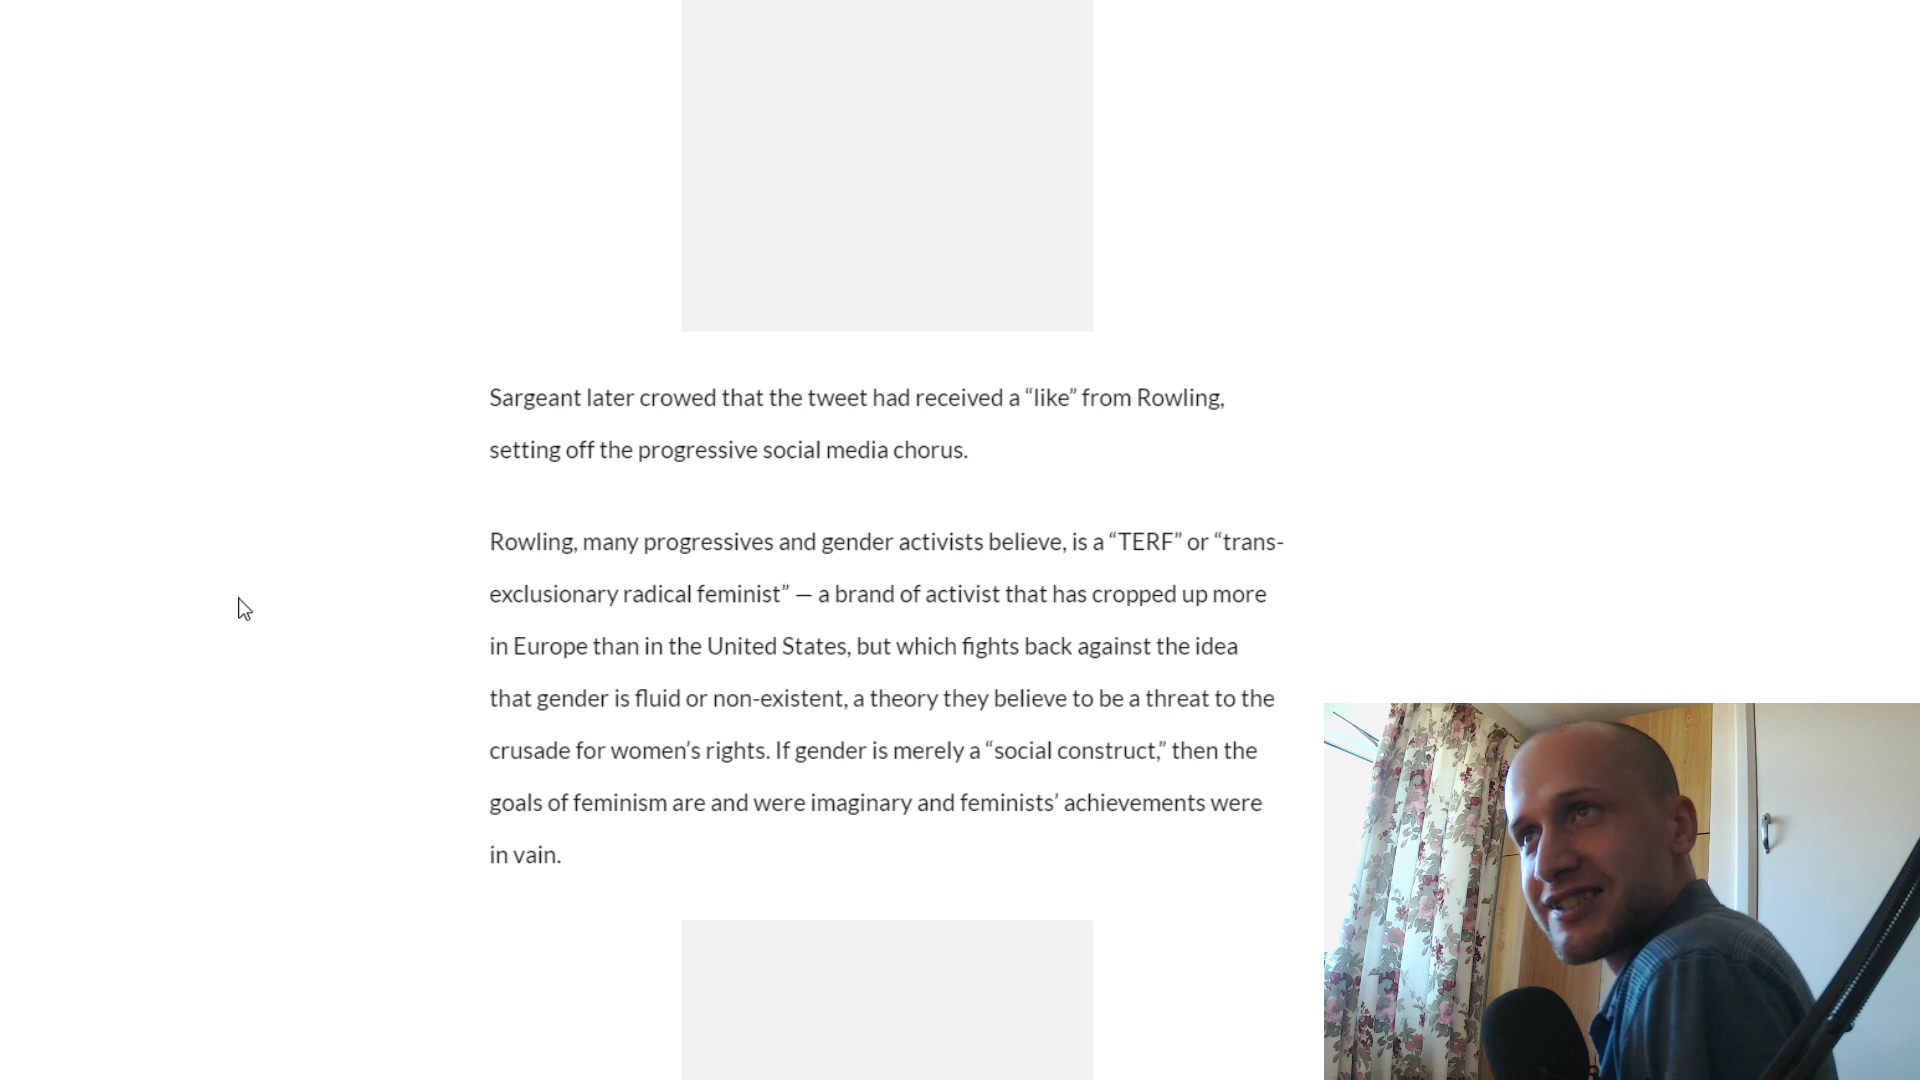 Sargeant later crowed that the tweet had received a “like” from Rowling,
setting off the progressive social media chorus.
Rowling, many progressives and gender activists believe, is a “TERF” or “trans-
exclusionary radical feminist” — a brand of activist that has cropped up more
in Europe than in the United States, but which fights back against the idea
that gender is fluid or non-existent, a theory they believe to be a threat to the
crusade for women’s rights. If gender is merely a “social construct,” then the
goals of feminism are and were imaginary and feminists’ achievements were
in vain.